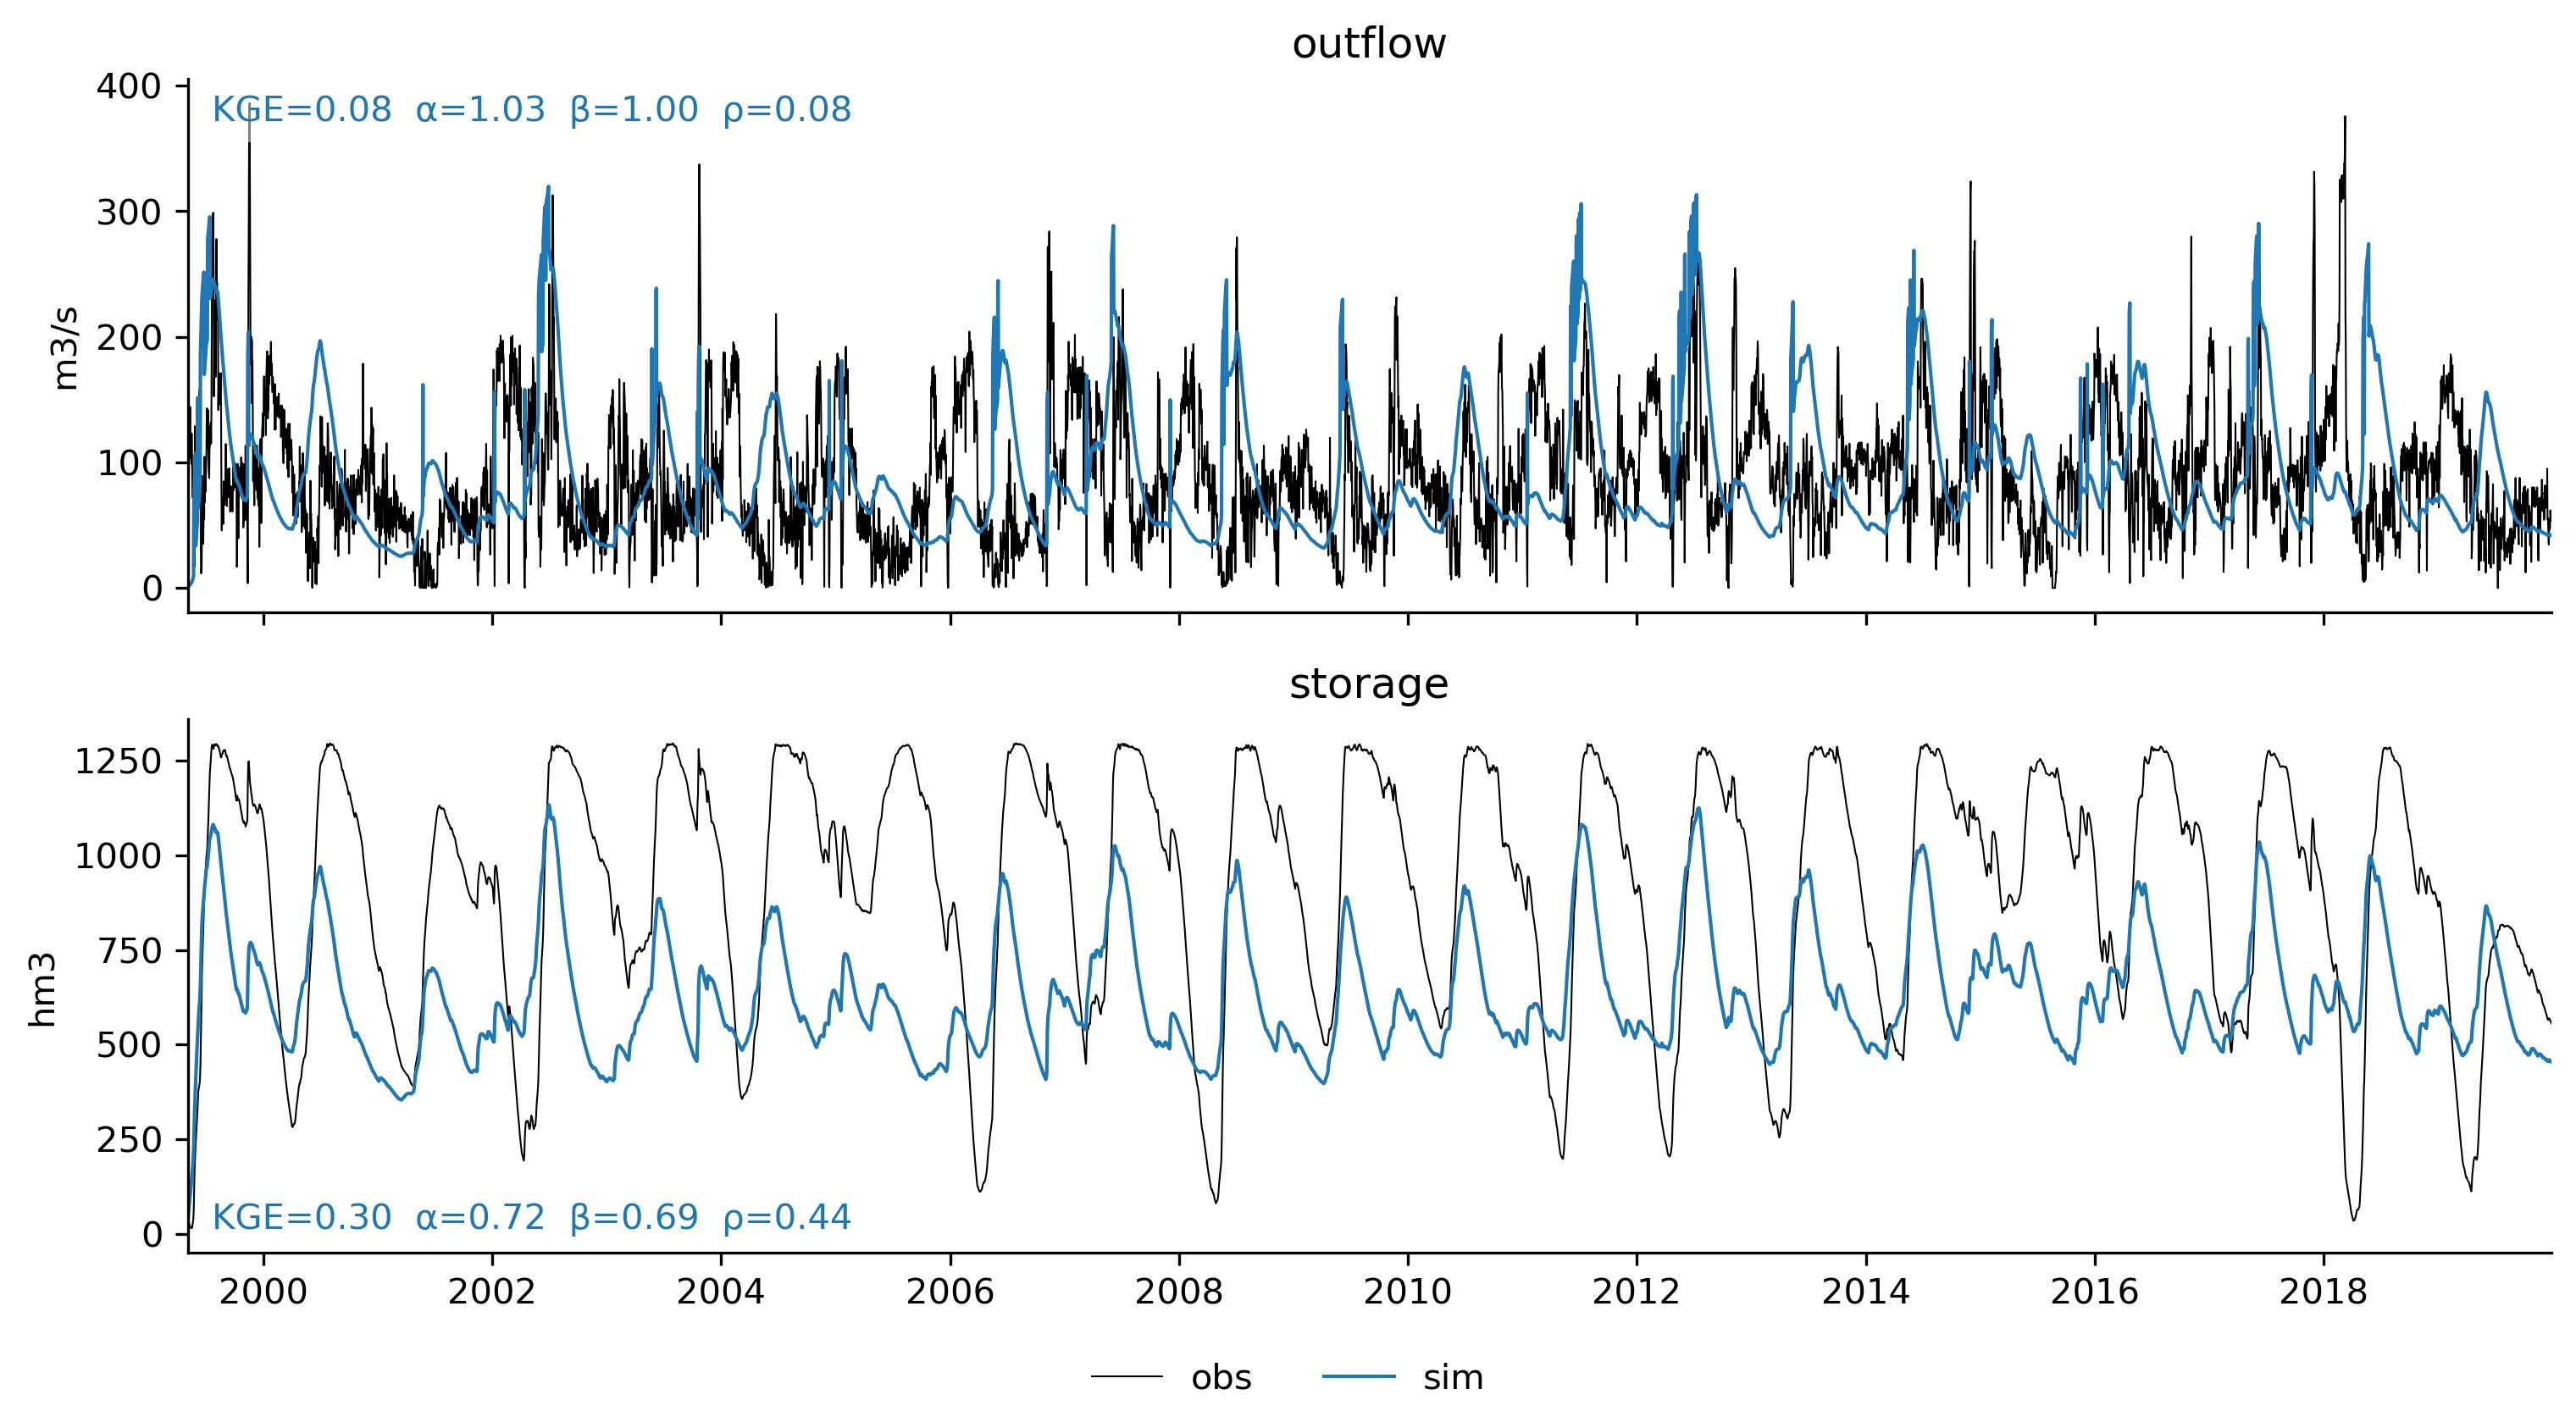 outflow
400
300
200
100
0
m3/s
KGE=0.08 α=1.03 β=1.00 ρ=0.08
storage
1250
1000
750
500
250
0
hm3
KGE=0.30 α=0.72 β=0.69 ρ=0.44
2000 2002 2004 2006 2008 2010 2012 2014 2016 2018
obs sim